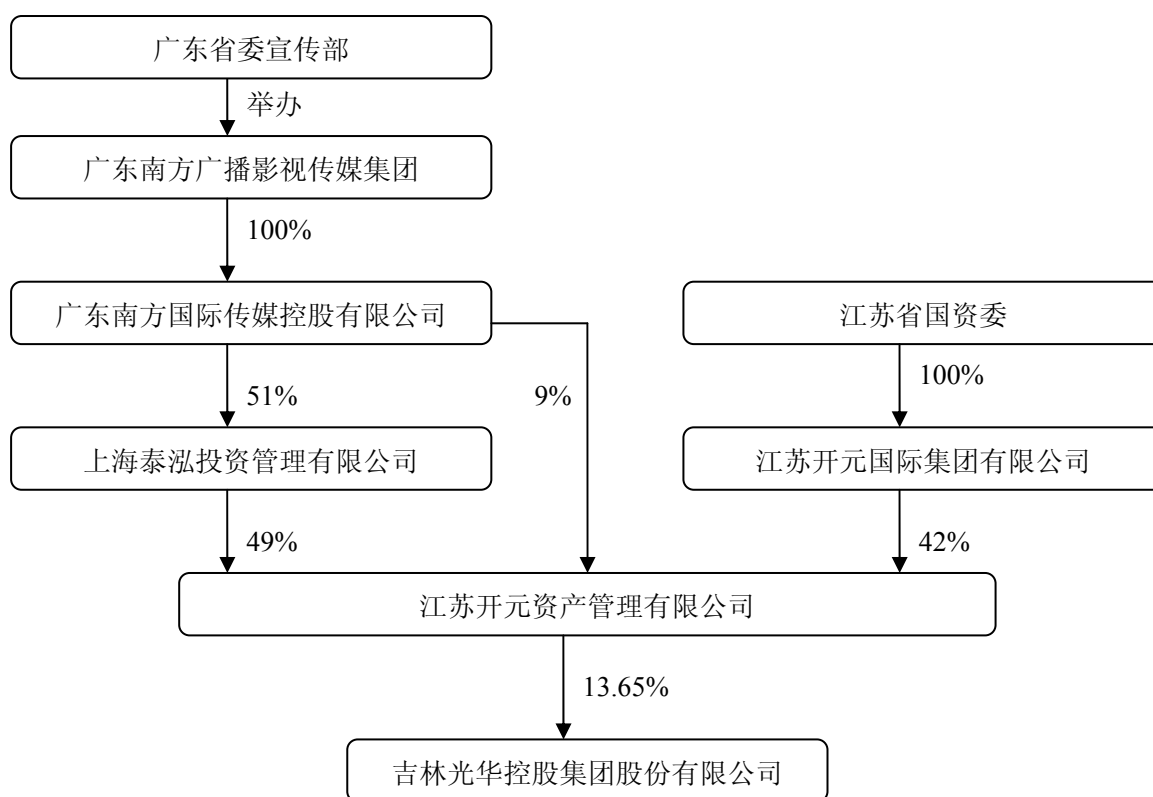 广东省委宣传部
举办
广东南方广播影视传媒集团
100%
广东南方国际传媒控股有限公司
江苏省国资委
51%
9%
100%
上海泰泓投资管理有限公司
江苏开元国际集团有限公司
49%
42%
江苏开元资产管理有限公司
13.65%
吉林光华控股集团股份有限公司